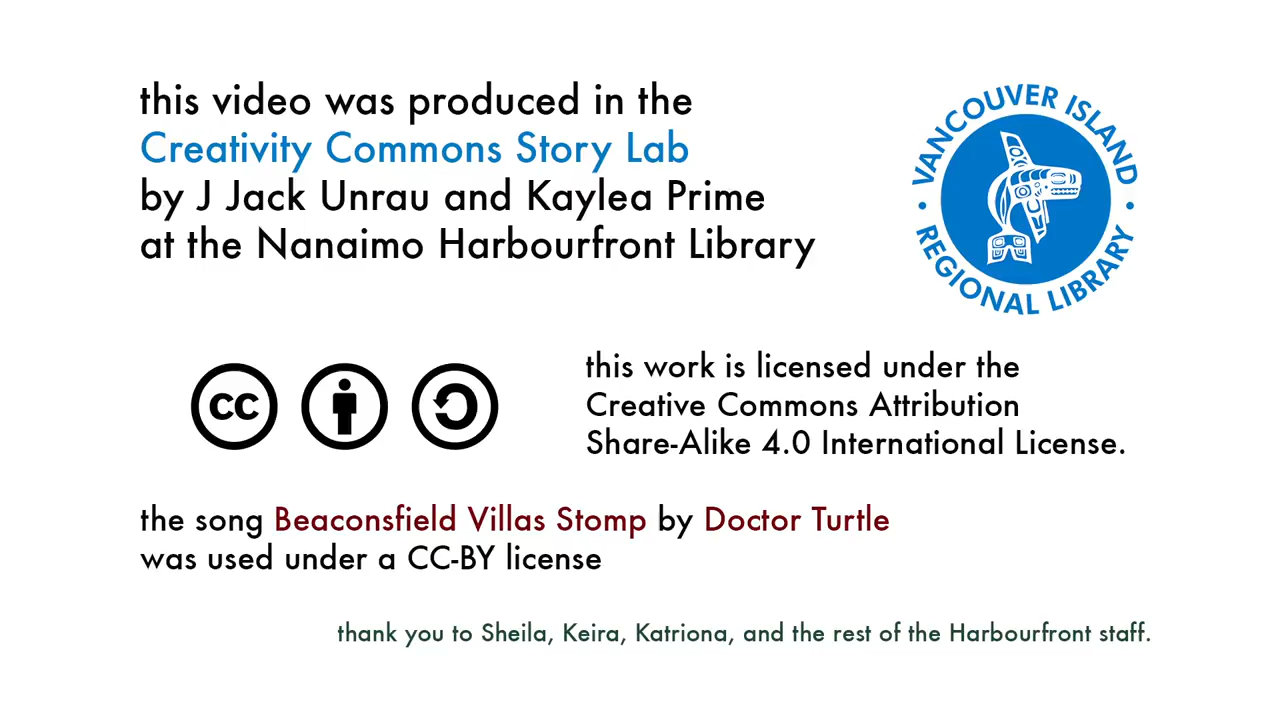 this video was produced in the
Creativity Commons Story Lab
by J Jack Unrau and Kaylea Prime
at the Nanaimo Harbourfront Library
VANCOUVER ISLAND
• REGIONAL LIBRARY •
cc
this work is licensed under the
Creative Commons Attribution
Share-Alike 4.0 International License.
the song Beaconsfield Villas Stomp by Doctor Turtle
was used under a CC-BY license
thank you to Sheila, Keira, Katriona, and the rest of the Harbourfront staff.